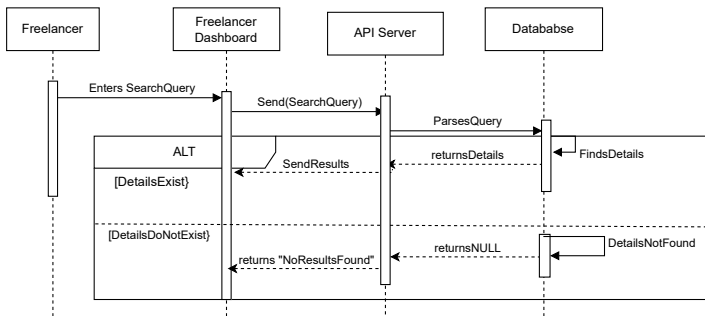 Freelancer
Freelancer
Dashboard
API Server
Datababse
Enters SearchQuery
Send(SearchQuery)
ParsesQuery
ALT
returnsDetails
FindsDetails
SendResults
[DetailsExist}
[DetailsDoNotExist}
DetailsNotFound
returnsNULL
returns "NoResultsFound"